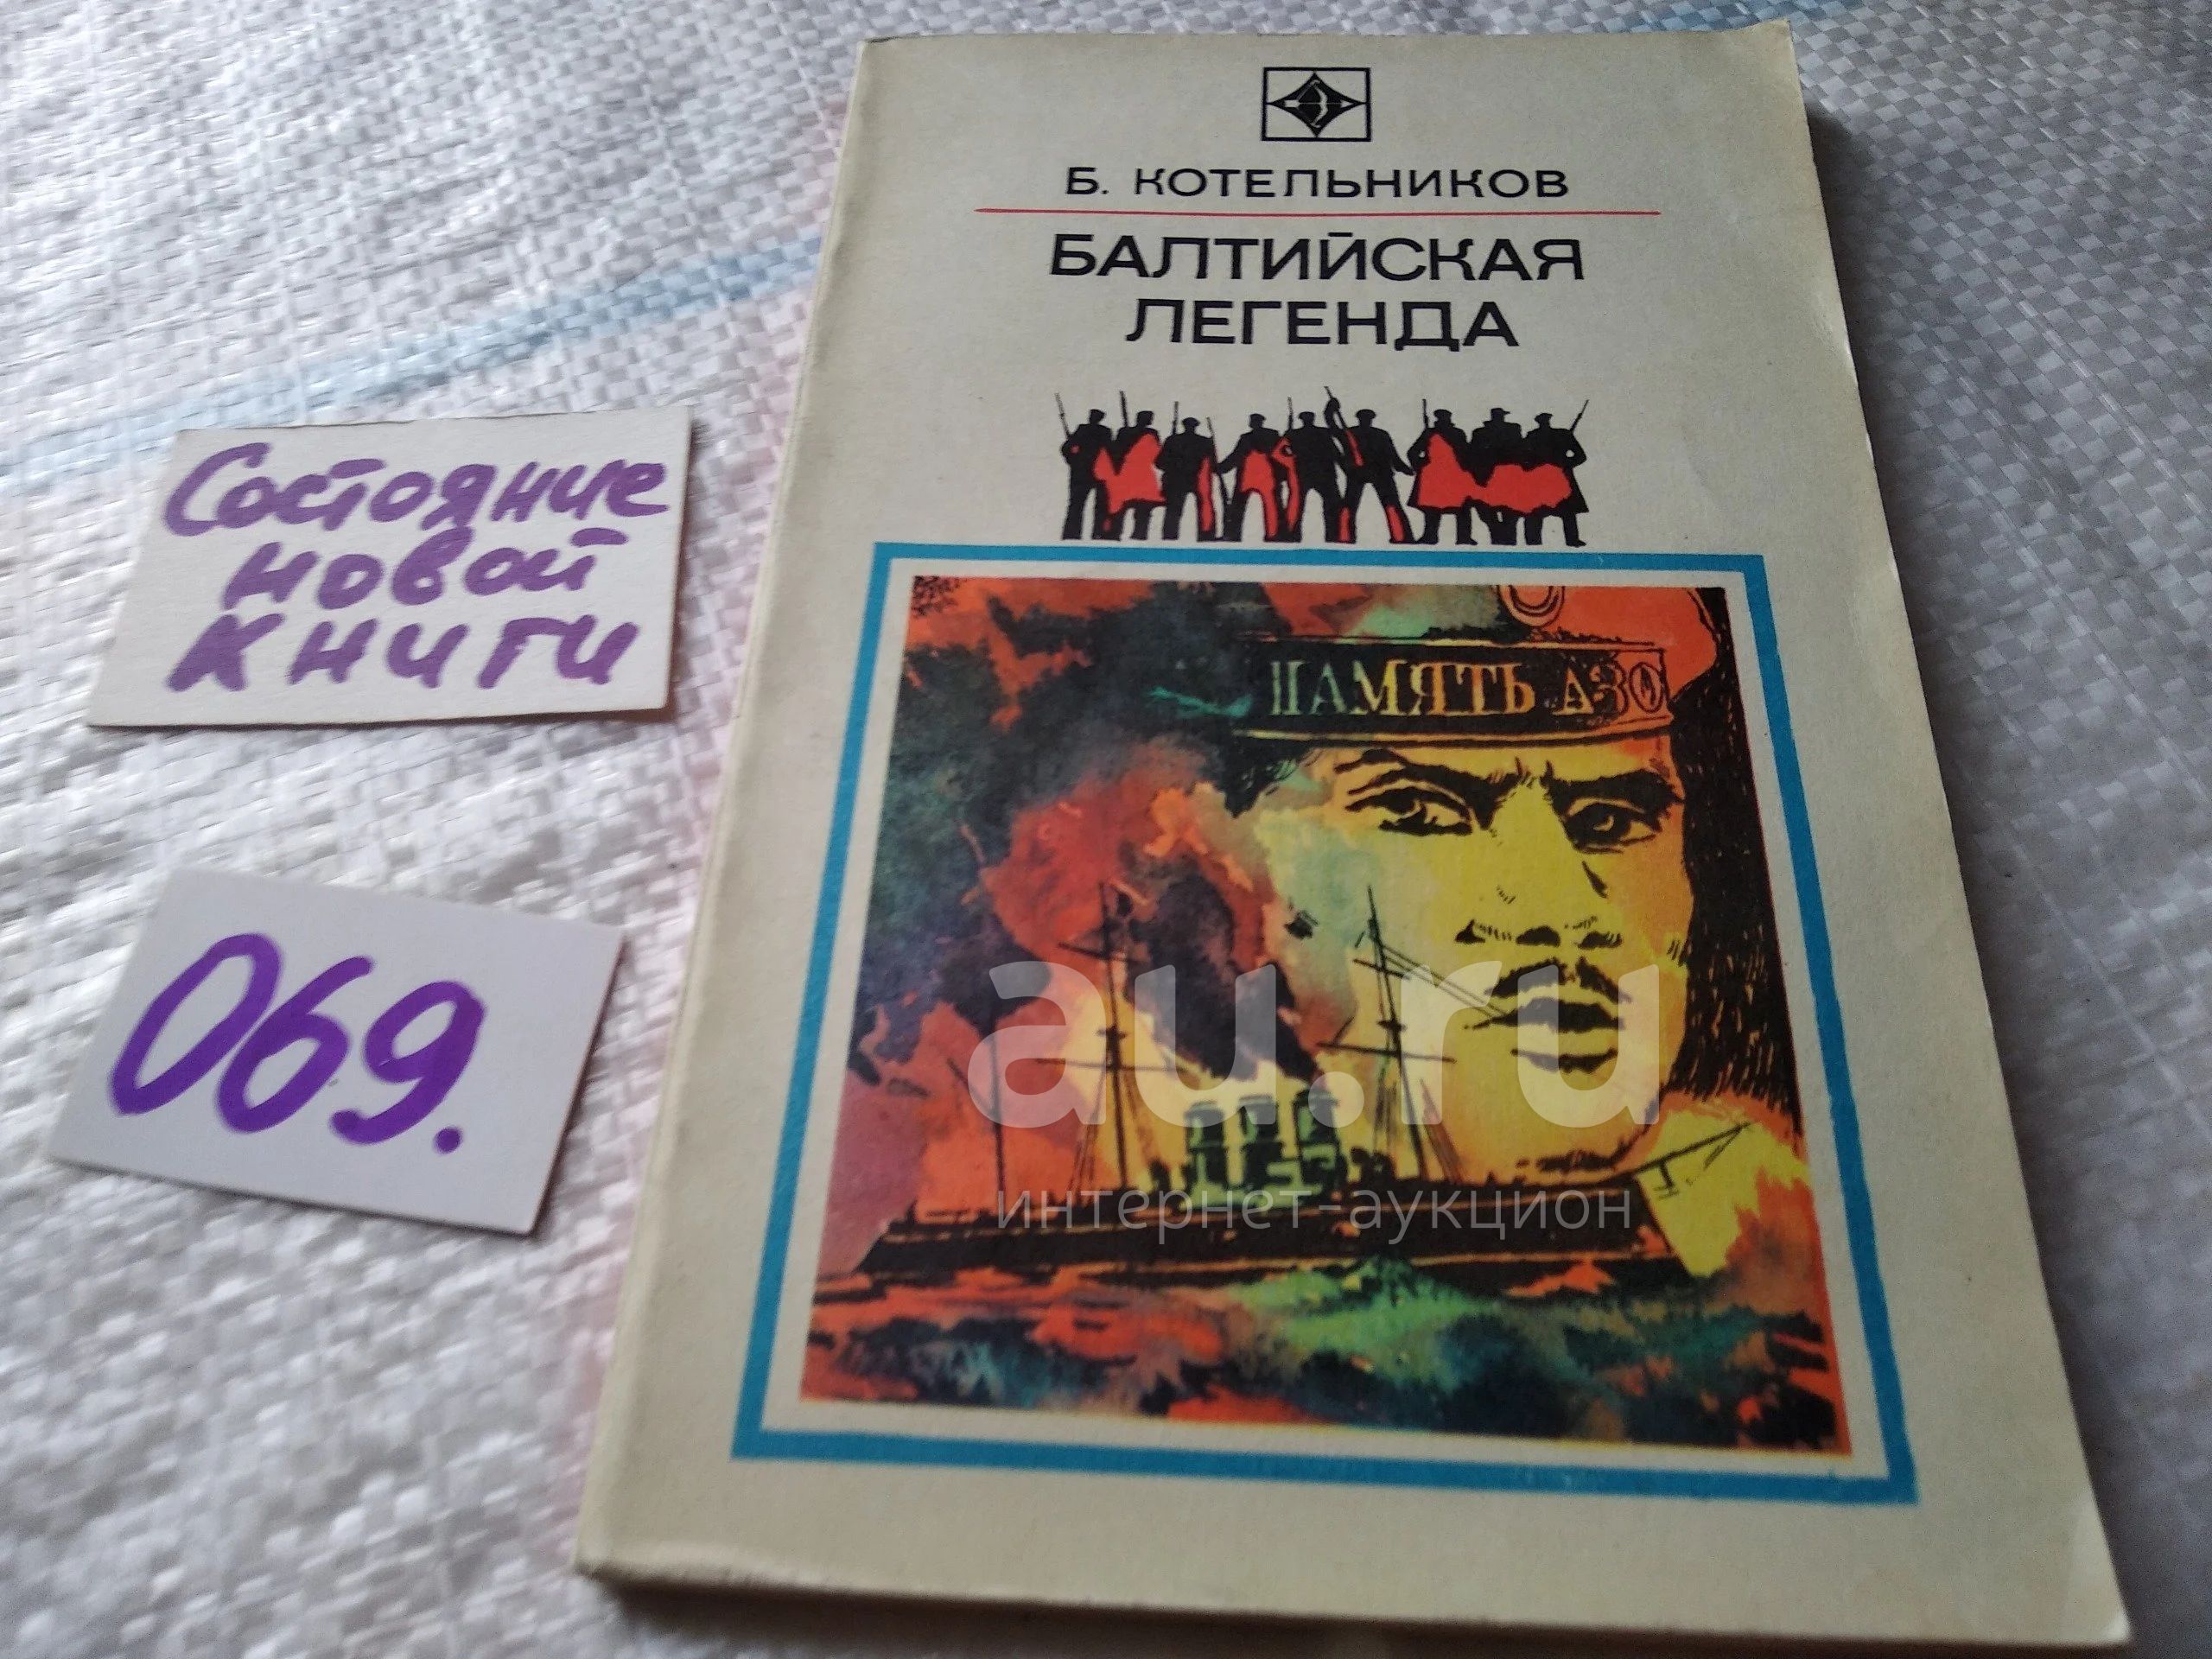 Б. КОТЕЛЬНИКОВ
БАЛТИЙСКАЯ
ЛЕГЕНДА
ПАМЯТЬ АЗО
Состояние
новой
книги
069.
au.ru
интернет-аукцион